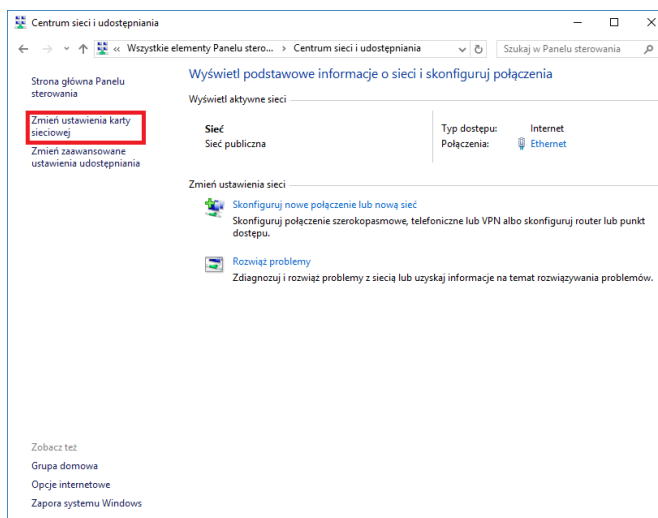 Centrum sieci i udostępniania
« Wszystkie elementy Panelu stero... > Centrum sieci i udostępniania
Szukaj w Panelu sterowania
Strona główna Panelu
sterowania
Zmień ustawienia karty
sieciowej
Zmień zaawansowane
ustawienia udostępniania
Wyświetl podstawowe informacje o sieci i skonfiguruj połączenia
Wyświetl aktywne sieci
Sieć
Sieć publiczna
Typ dostępu: Internet
Połączenia: Ethernet
Zmień ustawienia sieci
Skonfiguruj nowe połączenie lub nową sieć
Skonfiguruj połączenie szerokopasmowe, telefoniczne lub VPN albo skonfiguruj router lub punkt
dostępu.
Rozwiąż problemy
Zdiagnozuj i rozwiąż problemy z siecią lub uzyskaj informacje na temat rozwiązywania problemów.
Zobacz też
Grupa domowa
Opcje internetowe
Zapora systemu Windows